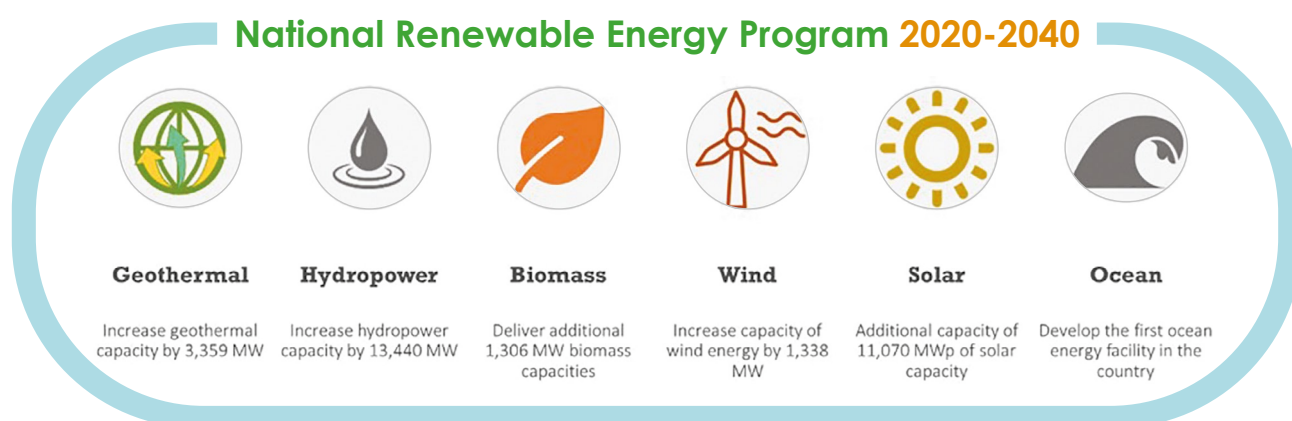 National Renewable Energy Program 2020-2040
Geothermal
Increase geothermal
capacity by 3,359 MW
Hydropower
Increase hydropower
capacity by 13,440 MW
Biomass
Deliver additional
1,306 MW biomass
capacities
Wind
Increase capacity of
wind energy by 1,338
MW
Solar
Additional capacity of
11,070 MWp of solar
capacity
Ocean
Develop the first ocean
energy facility in the
country